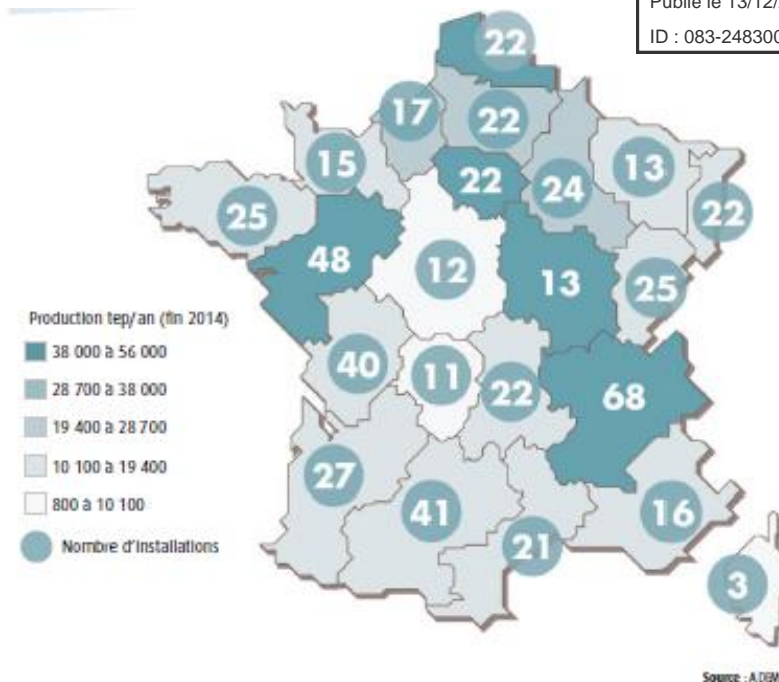 Publié le 13/12/
ID : 083-248300
22
17
22
15
22
24
13
22
25
48
12
13
25
Production tep/an (fin 2014)
38 000 à 56 000
28 700 à 38 000
19 400 à 28 700
10 100 à 19 400
800 à 10 100
Nombre d'installations
40
11
22
68
27
41
21
16
3
Source : ADEM